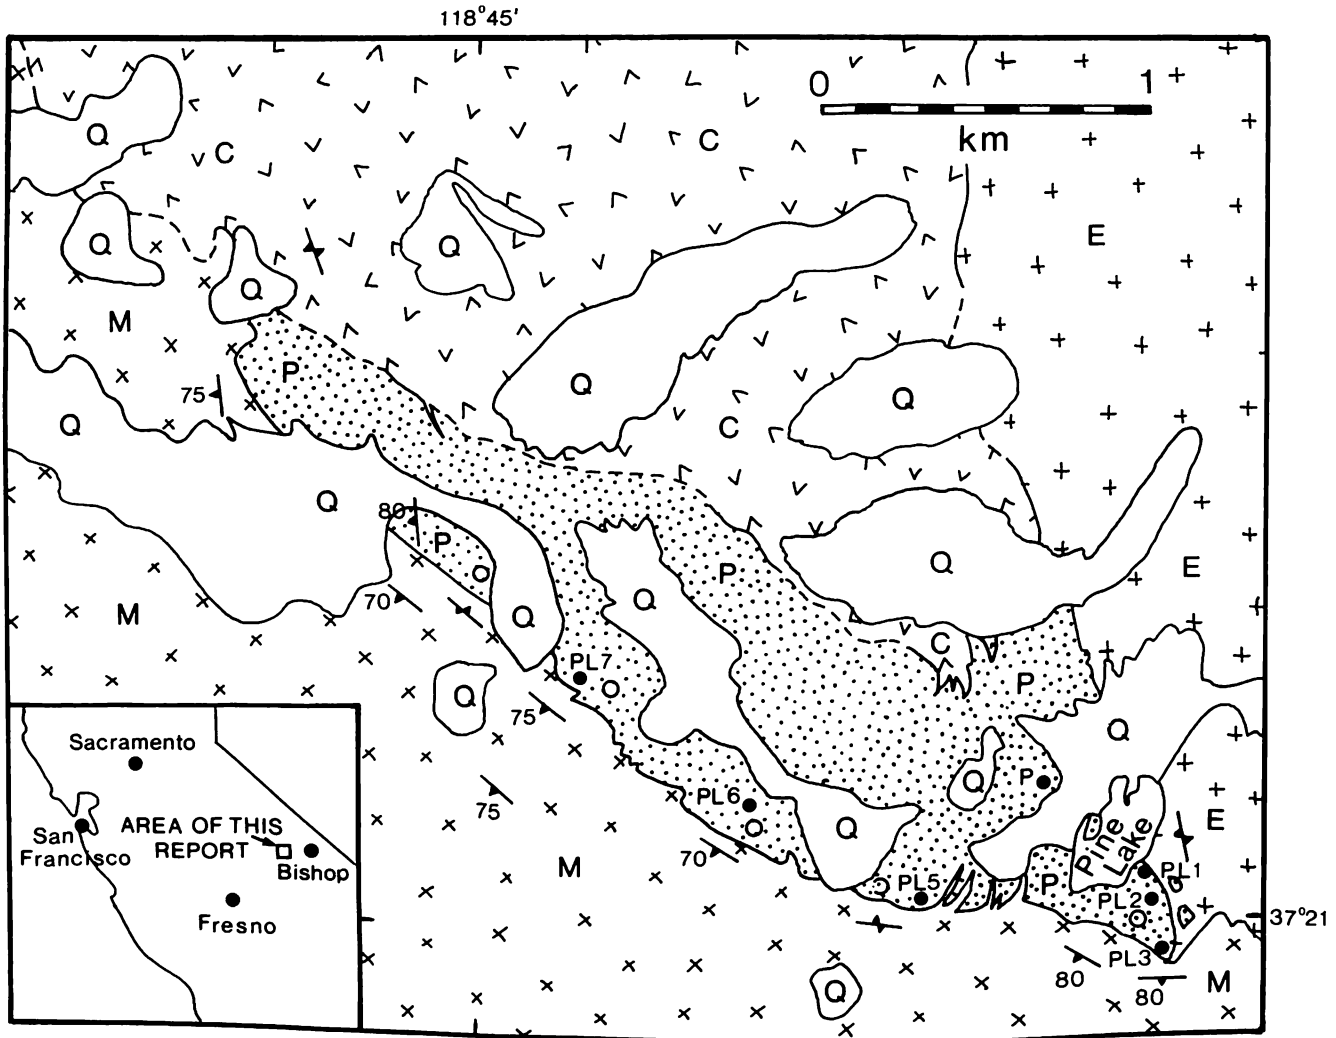 118°45'
0 1
km
Q
C
C
Q
Q
E
Q
M
P
Q
Q
75
Q
C
Q
80
P
P
Q
E
70
Q
Q
M
C
PL7
P
Q
75
Q
P
Q
75
PL6
E
Q
Pine
Lake
70
M
PL5
P
PL1
PL2
37°21
PL3
80
80
Q
M
Sacramento
San
Francisco
AREA OF THIS
REPORT
Bishop
Fresno